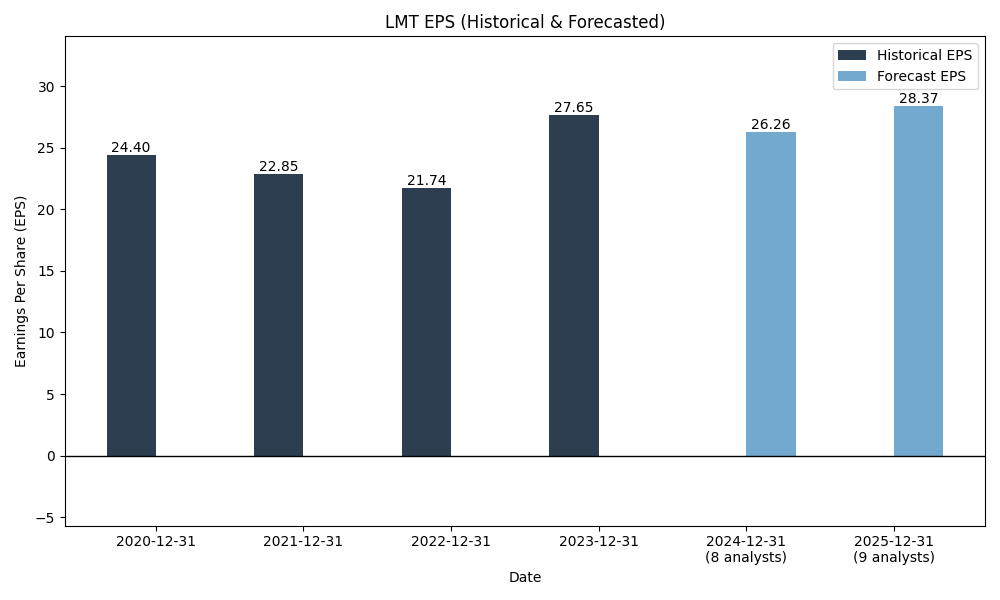 LMT EPS (Historical & Forecasted)
Historical EPS
Forecast EPS
Earnings Per Share (EPS)
30
25
20
15
10
5
0
−5
24.40
22.85
21.74
27.65
26.26
28.37
2020-12-31
2021-12-31
2022-12-31
2023-12-31
2024-12-31
(8 analysts)
2025-12-31
(9 analysts)
Date